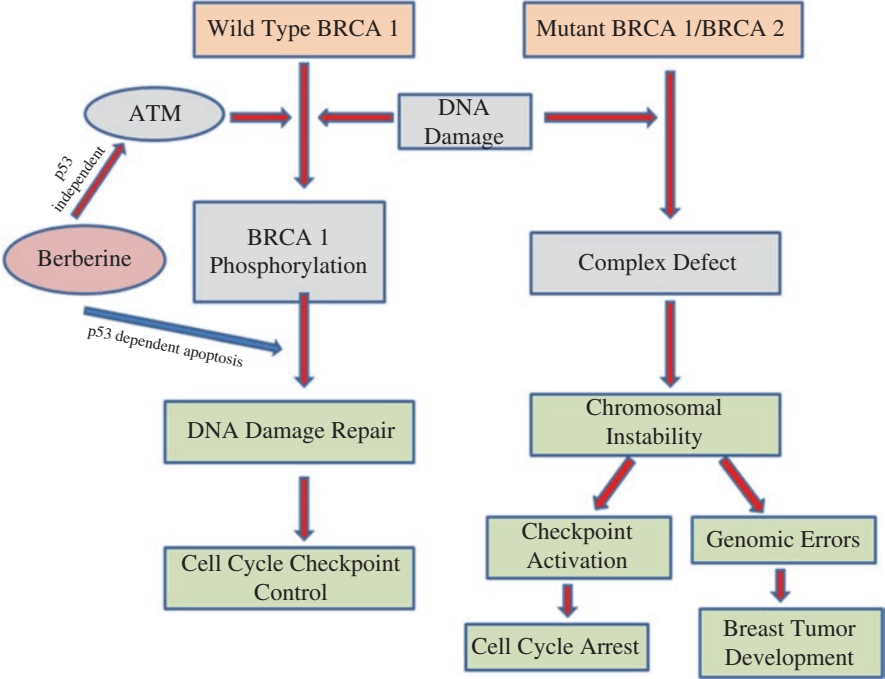 Wild Type BRCA 1
Mutant BRCA 1/BRCA 2
ATM
DNA
Damage
p53
independent
Berberine
BRCA 1
Phosphorylation
Complex Defect
p53 dependent apoptosis
DNA Damage Repair
Chromosomal
Instability
Cell Cycle Checkpoint
Control
Checkpoint
Activation
Genomic Errors
Cell Cycle Arrest
Breast Tumor
Development